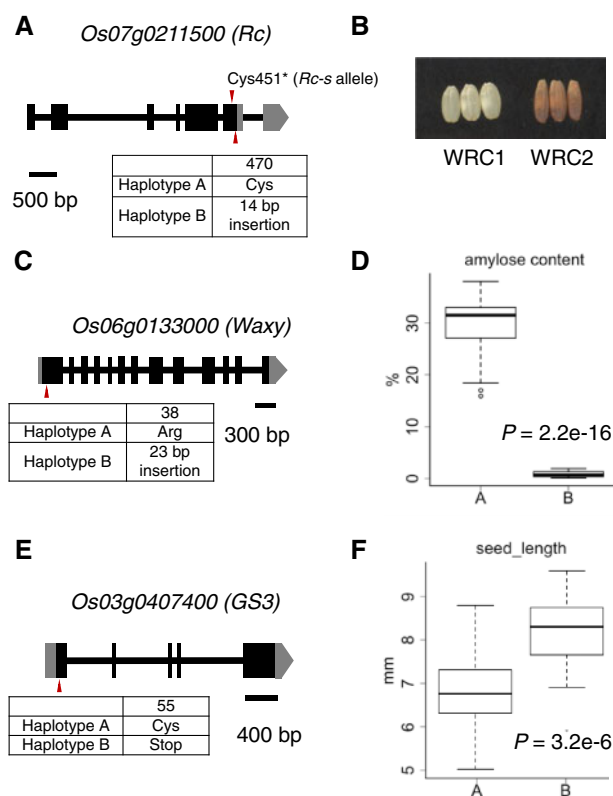 A
Os07g0211500 (Rc)
Cys451* (Rc-s allele)
500 bp
470
Haplotype A Cys
Haplotype B 14 bp insertion
B
WRC1 WRC2
C
Os06g0133000 (Waxy)
38
Haplotype A Arg
Haplotype B 23 bp insertion
300 bp
D
amylose content
%
30
20
10
0
P = 2.2e-16
A B
E
Os03g0407400 (GS3)
55
Haplotype A Cys
Haplotype B Stop
400 bp
F
seed_length
mm
9
8
7
6
5
P = 3.2e-6
A B